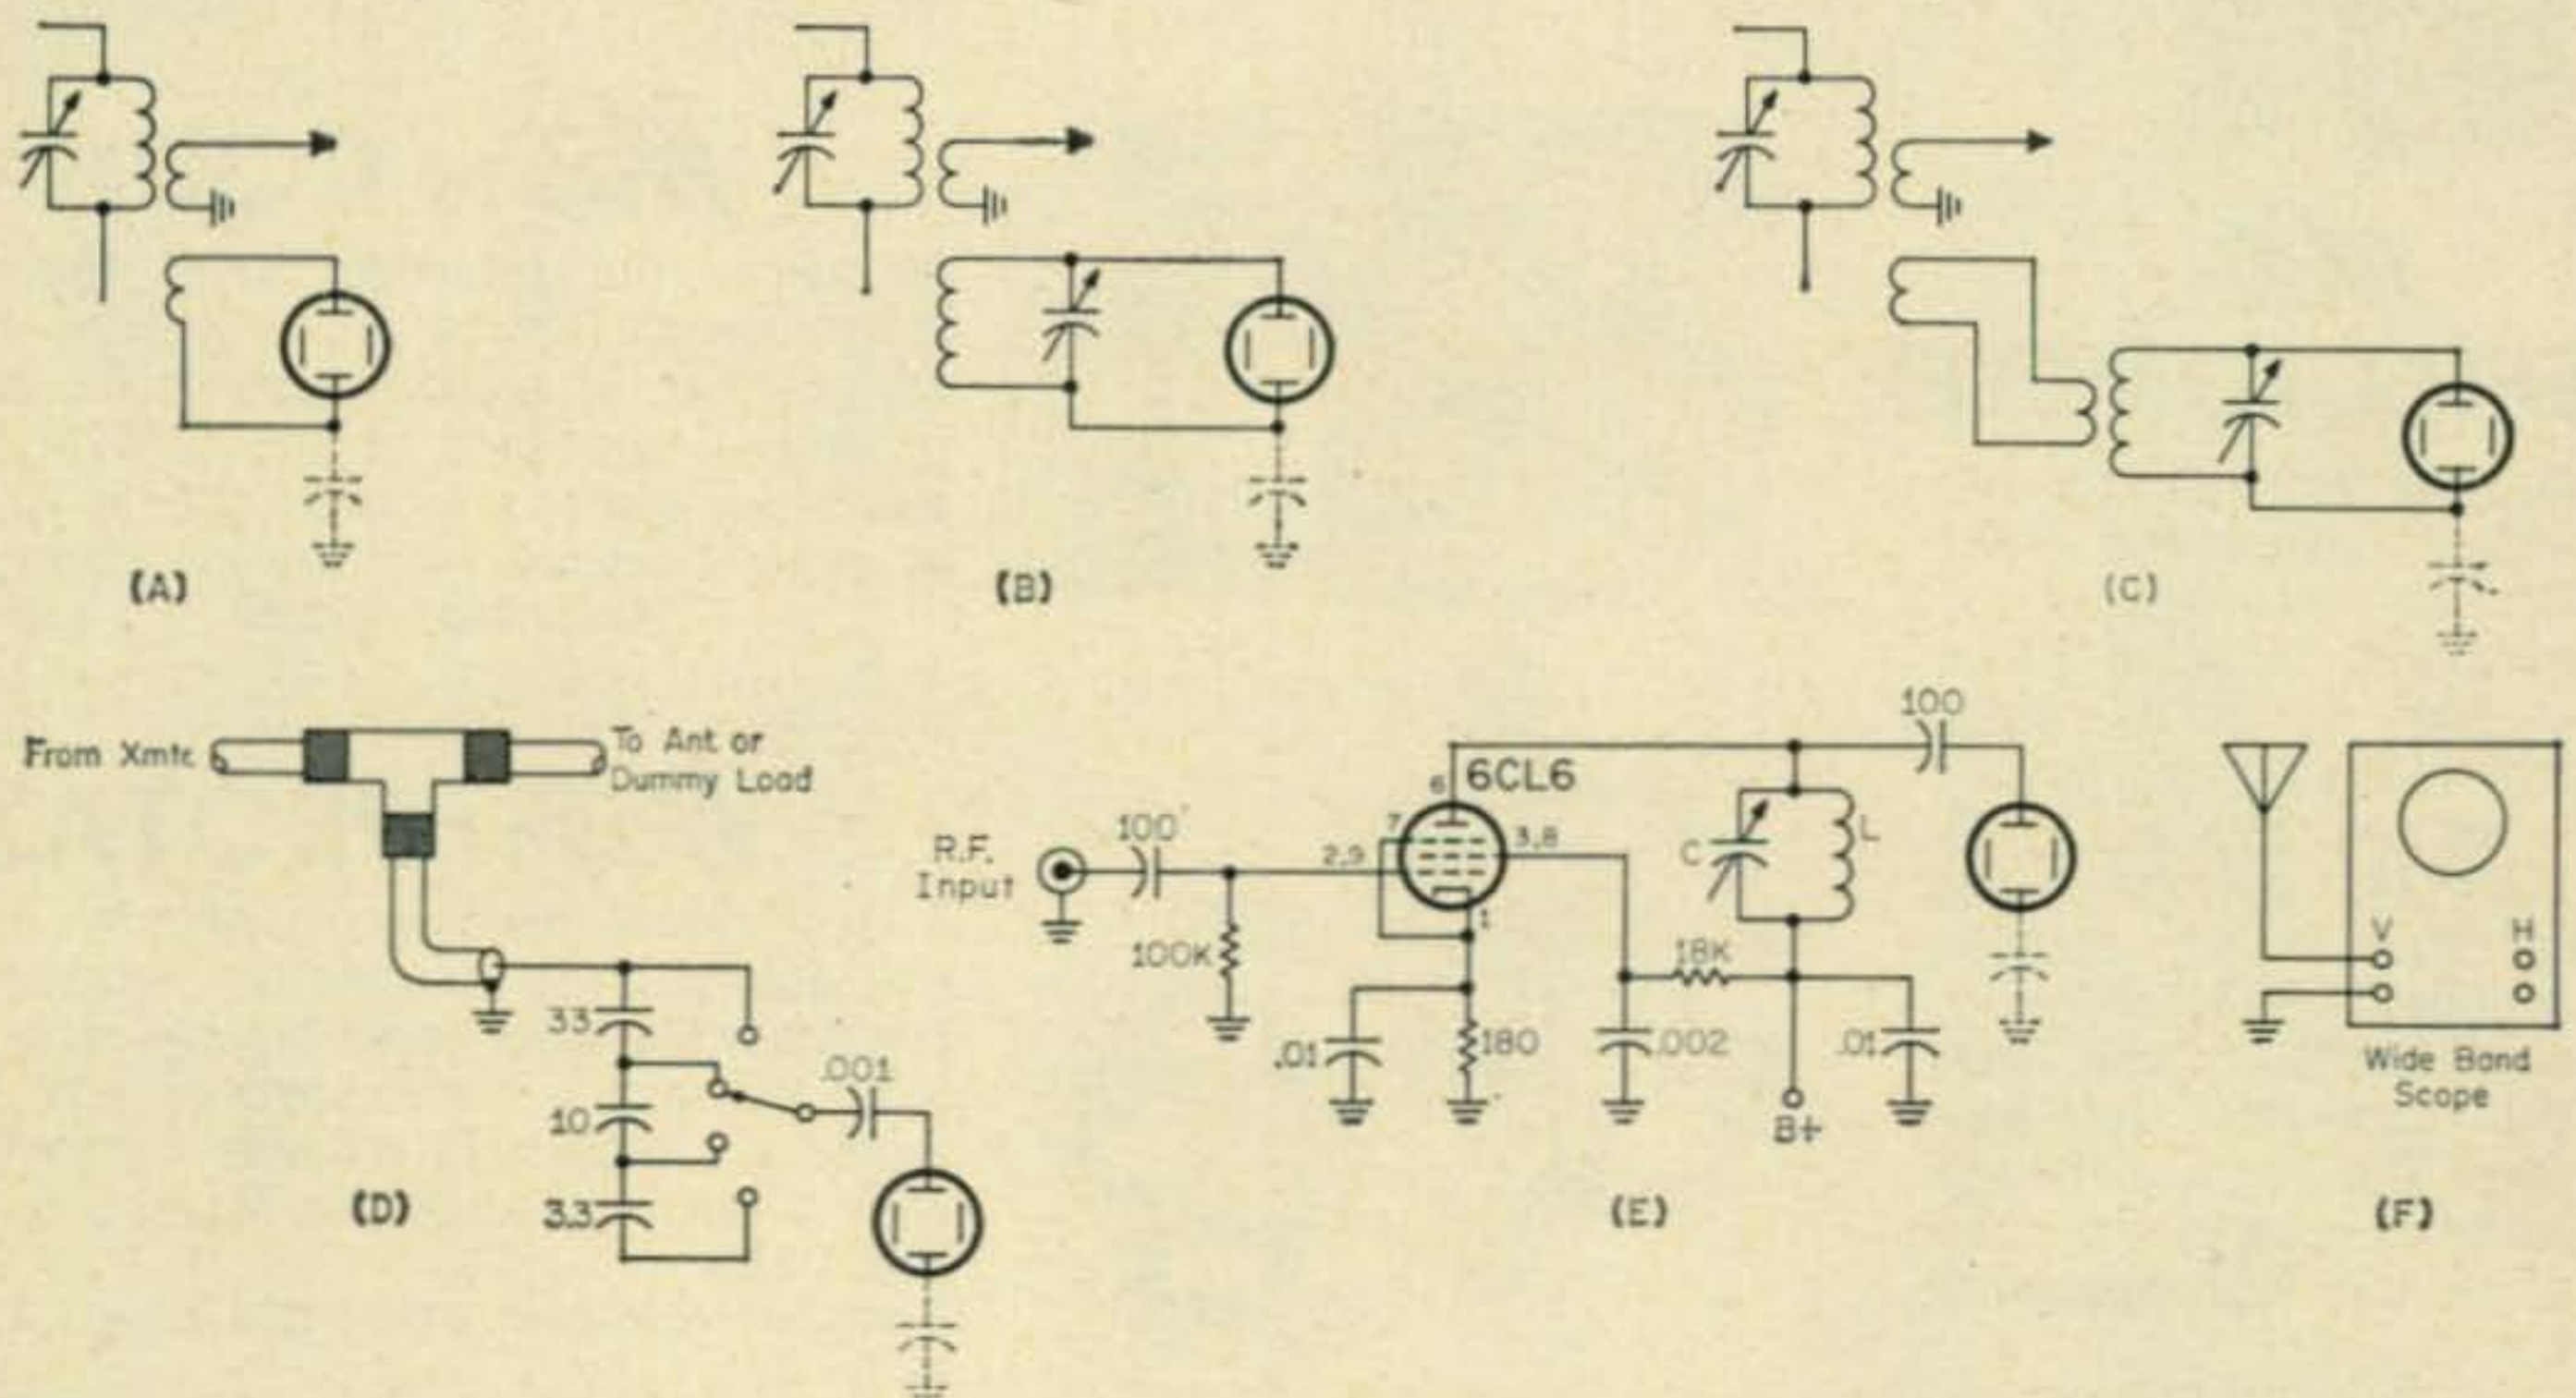 (A)
(B)
(C)
From Xmtr.
To Ant. or
Dummy Load
33
10
3.3
.001
(D)
R.F.
Input
100
100K
2,9
7
6
6CL6
3,8
1
.01
180
18K
.002
C
L
.01
B+
100
(E)
V
H
Wide Band
Scope
(F)